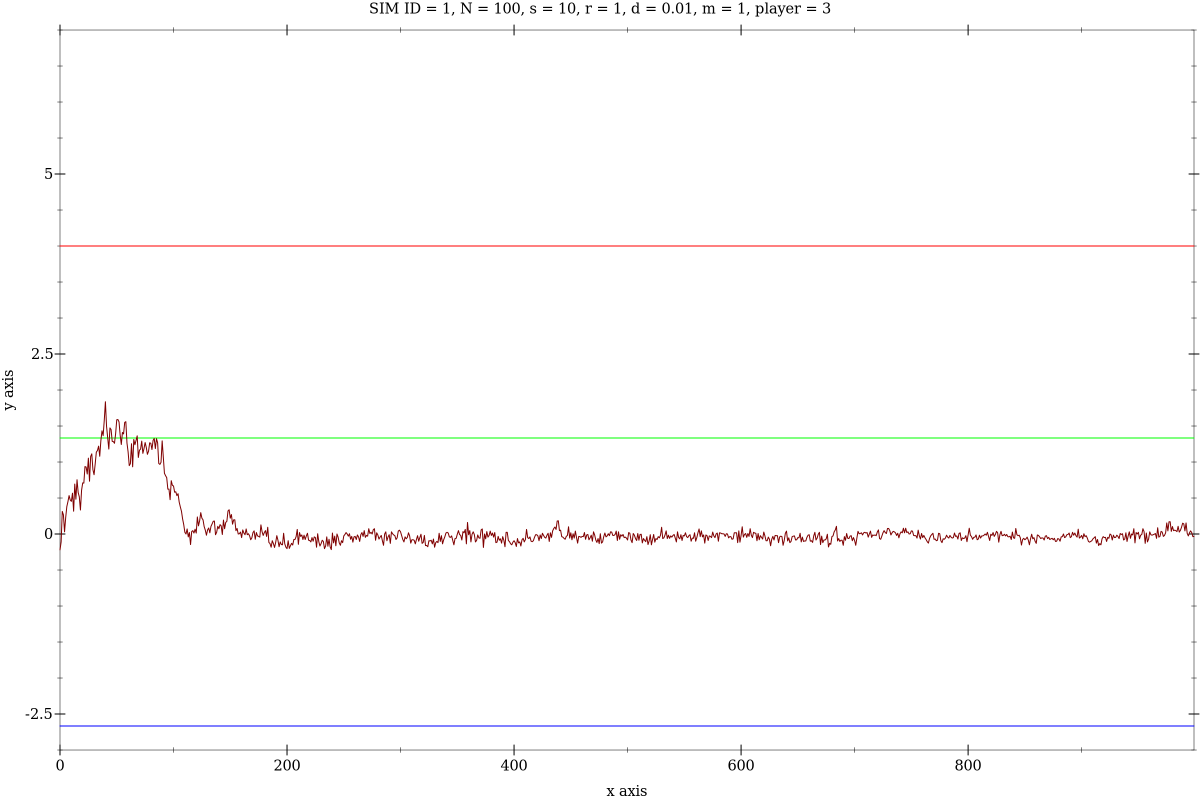 SIM ID = 1, N = 100, s = 10, r = 1, d = 0.01, m = 1, player = 3
5
2.5
y axis
0
-2.5
0 200 400 600 800
x axis